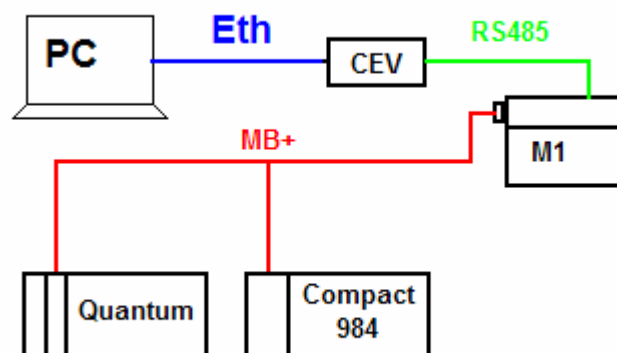 Eth
RS485
PC
CEV
MB+
M1
Quantum
Compact
984